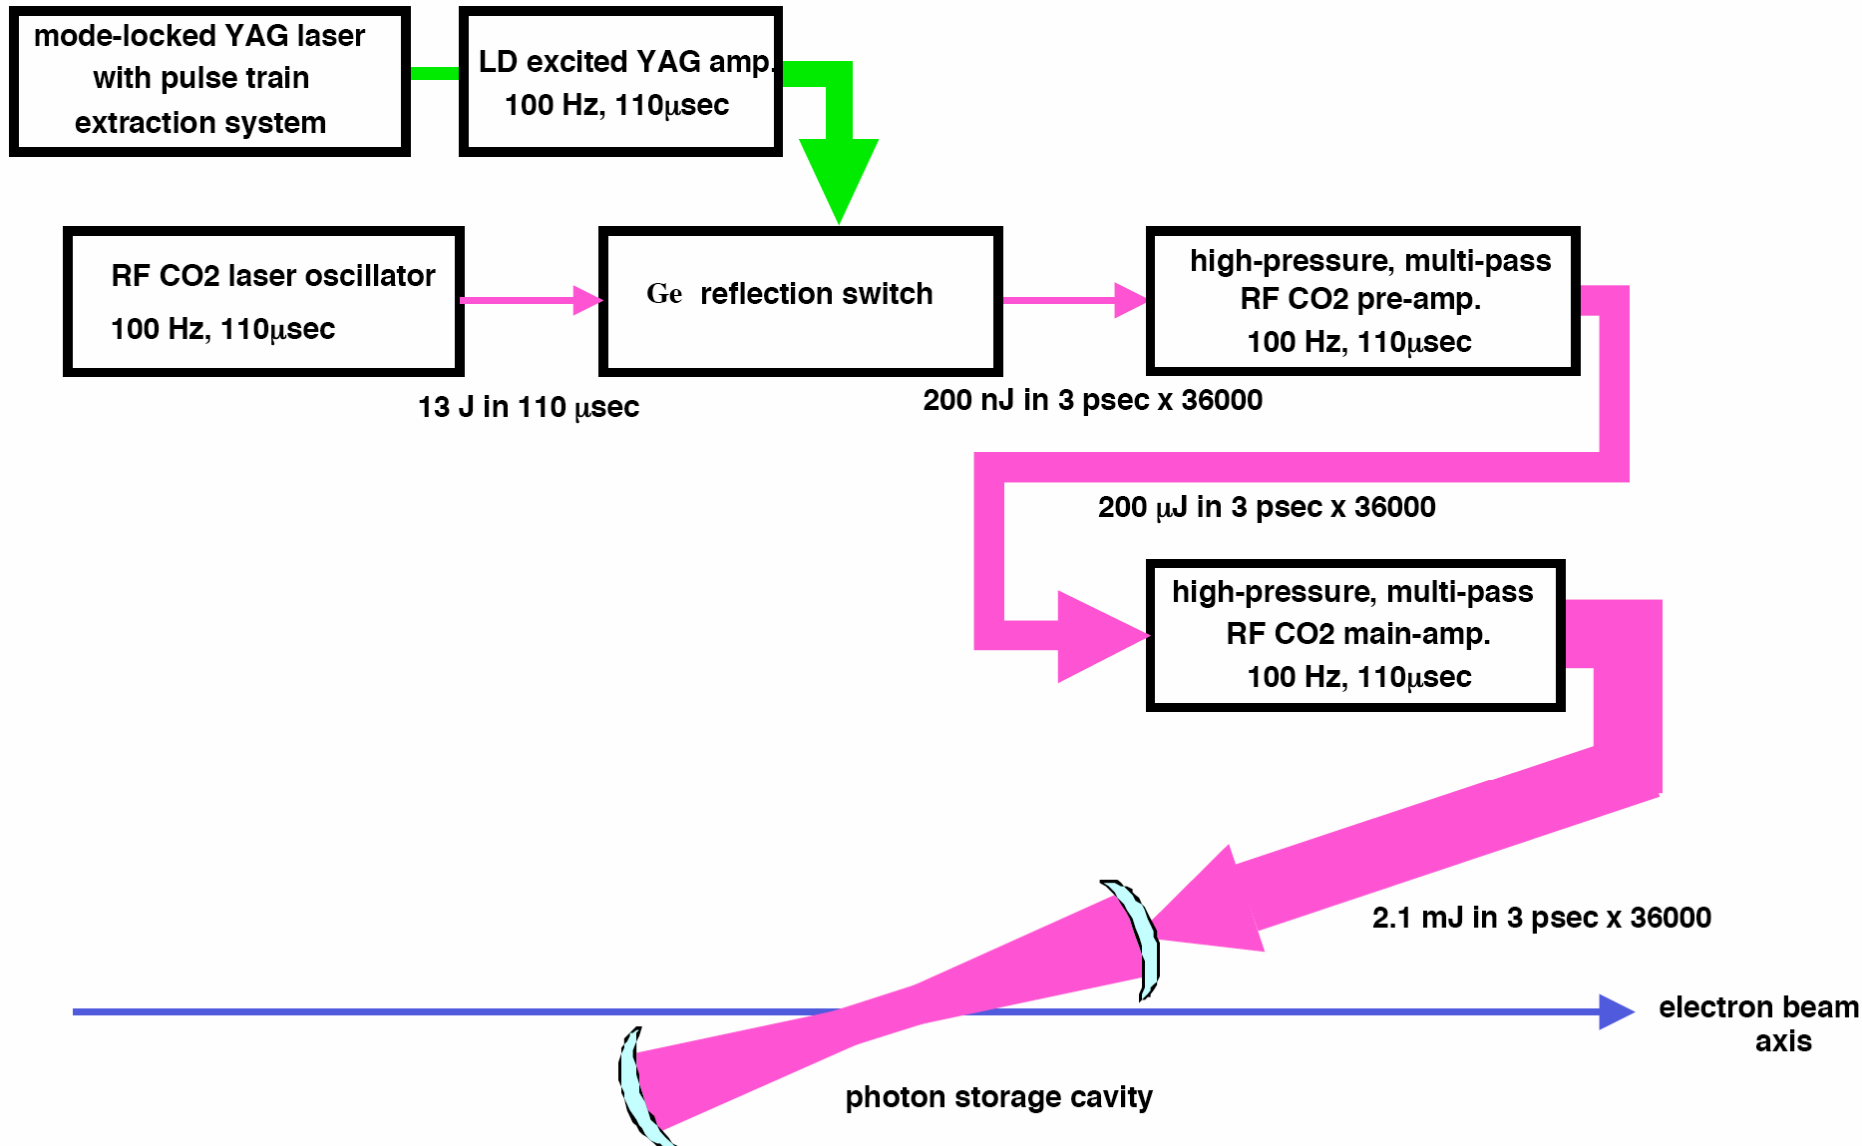 mode-locked YAG laser
with pulse train
extraction system
LD excited YAG amp.
100 Hz, 110μsec
RF CO2 laser oscillator
100 Hz, 110μsec
Ge reflection switch
high-pressure, multi-pass
RF CO2 pre-amp.
100 Hz, 110μsec
13 J in 110 μsec
200 nJ in 3 psec x 36000
200 μJ in 3 psec x 36000
high-pressure, multi-pass
RF CO2 main-amp.
100 Hz, 110μsec
2.1 mJ in 3 psec x 36000
electron beam
axis
photon storage cavity